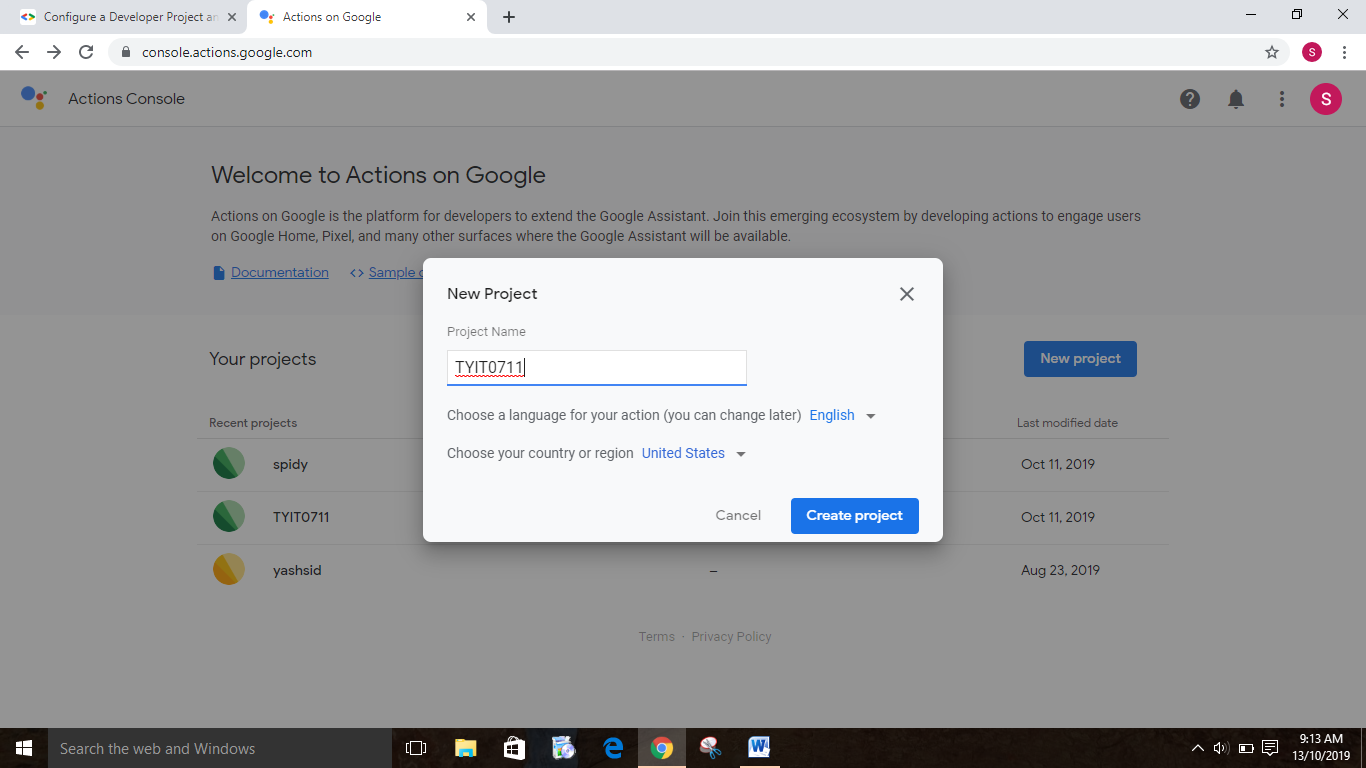 Configure a Developer Project an
Actions on Google
console.actions.google.com
S
Actions Console
S
Welcome to Actions on Google
Actions on Google is the platform for developers to extend the Google Assistant. Join this emerging ecosystem by developing actions to engage users
on Google Home, Pixel, and many other surfaces where the Google Assistant will be available.
Documentation <> Sample c
New Project
Project Name
TYIT0711
Choose a language for your action (you can change later) English
Choose your country or region United States
Cancel Create project
Your projects New project
Recent projects Last modified date
spidy Oct 11, 2019
TYIT0711 Oct 11, 2019
yashsid – Aug 23, 2019
Terms · Privacy Policy
Search the web and Windows
9:13 AM
13/10/2019